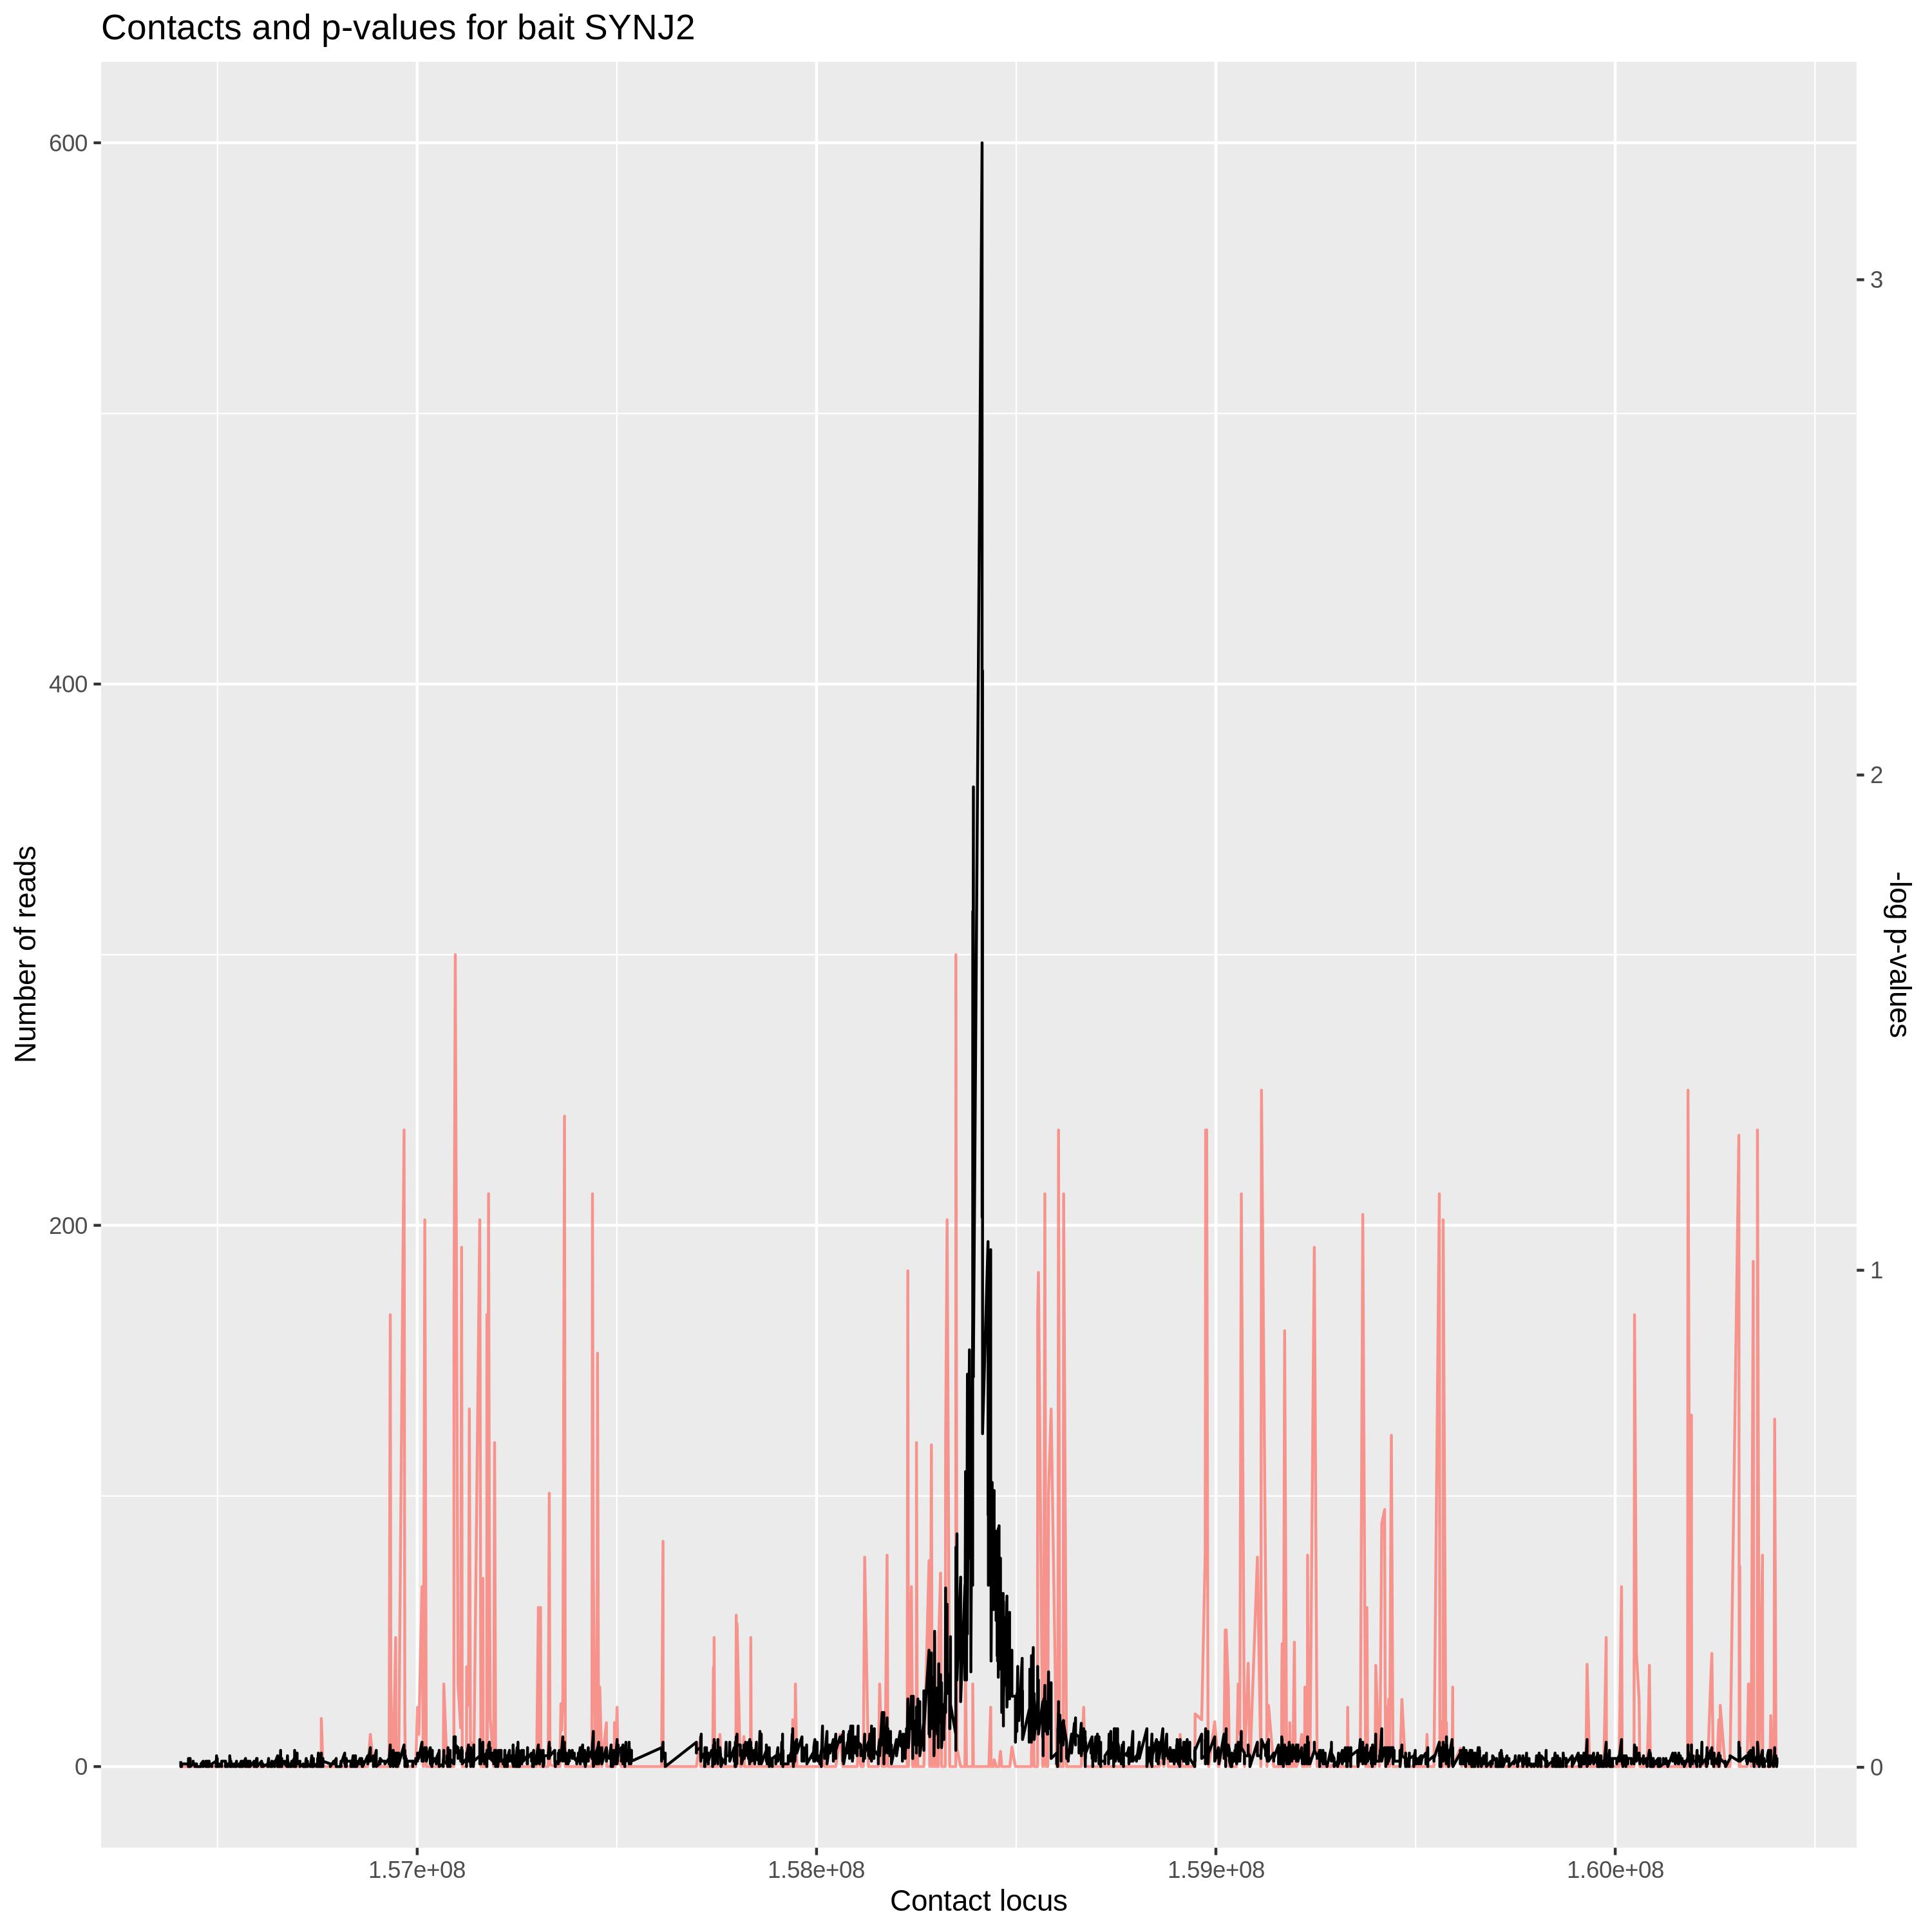 Contacts and p-values for bait SYNJ2
600
400
200
0
Number of reads
3
2
1
0
-log p-values
1.57e+08
1.58e+08
1.59e+08
1.60e+08
Contact locus